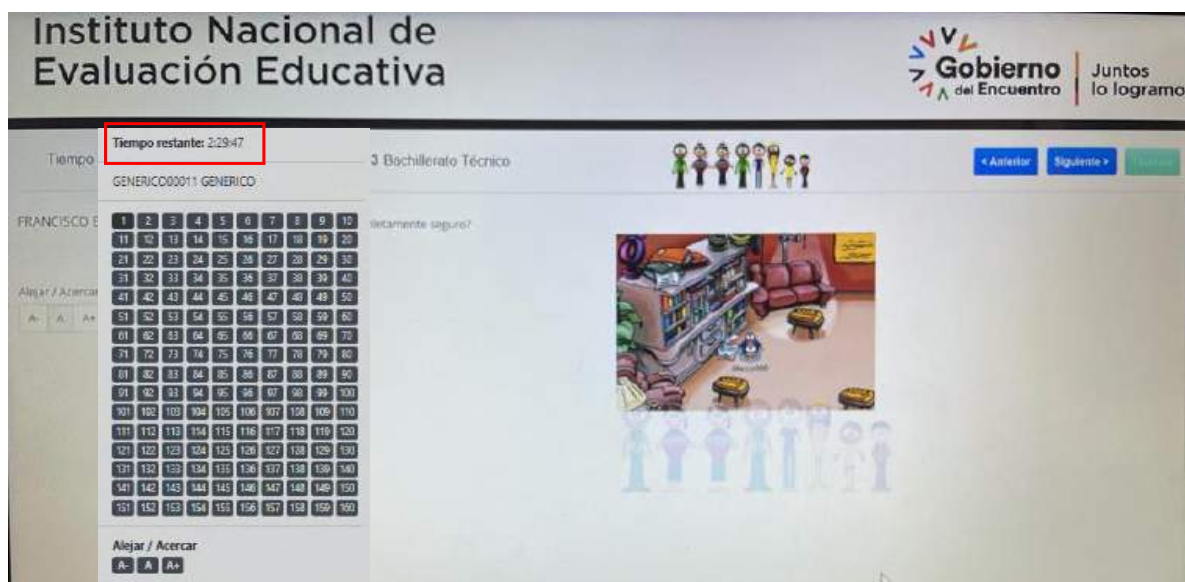 Instituto Nacional de
Evaluación Educativa
Gobierno
del Encuentro
Juntos
lo logramo
Tiempo
Tiempo restante: 2:29:47
3 Bachillerato Técnico
< Anterior
Siguiente >
GENERICO00011 GENERICO
FRANCISCO E
letamente seguro?
1 2 3 4 5 6 7 8 9 10
11 12 13 14 15 16 17 18 19 20
21 22 23 24 25 26 27 28 29 30
31 32 33 34 35 36 37 38 39 40
41 42 43 44 45 46 47 48 49 50
51 52 53 54 55 56 57 58 59 60
61 62 63 64 65 66 67 68 69 70
71 72 73 74 75 76 77 78 79 80
81 82 83 84 85 86 87 88 89 90
91 92 93 94 95 96 97 98 99 100
101 102 103 104 105 106 107 108 109 110
111 112 113 114 115 116 117 118 119 120
121 122 123 124 125 126 127 128 129 130
131 132 133 134 135 136 137 138 139 140
141 142 143 144 145 146 147 148 149 150
151 152 153 154 155 156 157 158 159 160
Alejar / Acercar
A- A A+
Alejar / Acercar
A- A A+